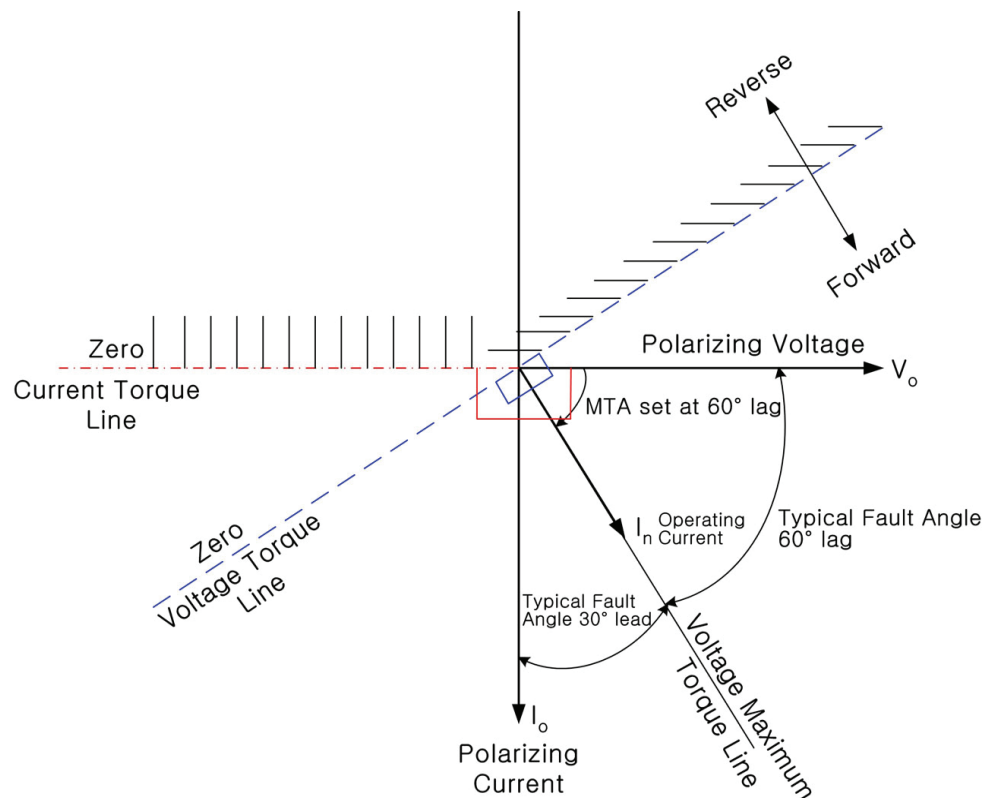 Reverse
Forward
Polarizing Voltage
Vo
Zero
Current Torque
Line
MTA set at 60° lag
In Operating
Current
Typical Fault Angle
60° lag
Zero
Voltage Torque
Line
Typical Fault
Angle 30° lead
Voltage Maximum
Torque Line
Io
Polarizing
Current